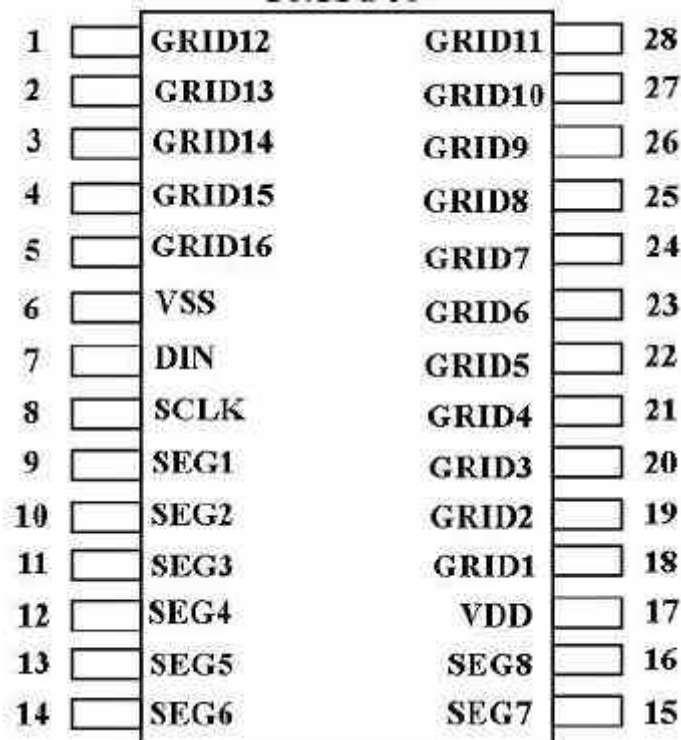 1 GRID12 GRID11 28
2 GRID13 GRID10 27
3 GRID14 GRID9 26
4 GRID15 GRID8 25
5 GRID16 GRID7 24
6 VSS GRID6 23
7 DIN GRID5 22
8 SCLK GRID4 21
9 SEG1 GRID3 20
10 SEG2 GRID2 19
11 SEG3 GRID1 18
12 SEG4 VDD 17
13 SEG5 SEG8 16
14 SEG6 SEG7 15